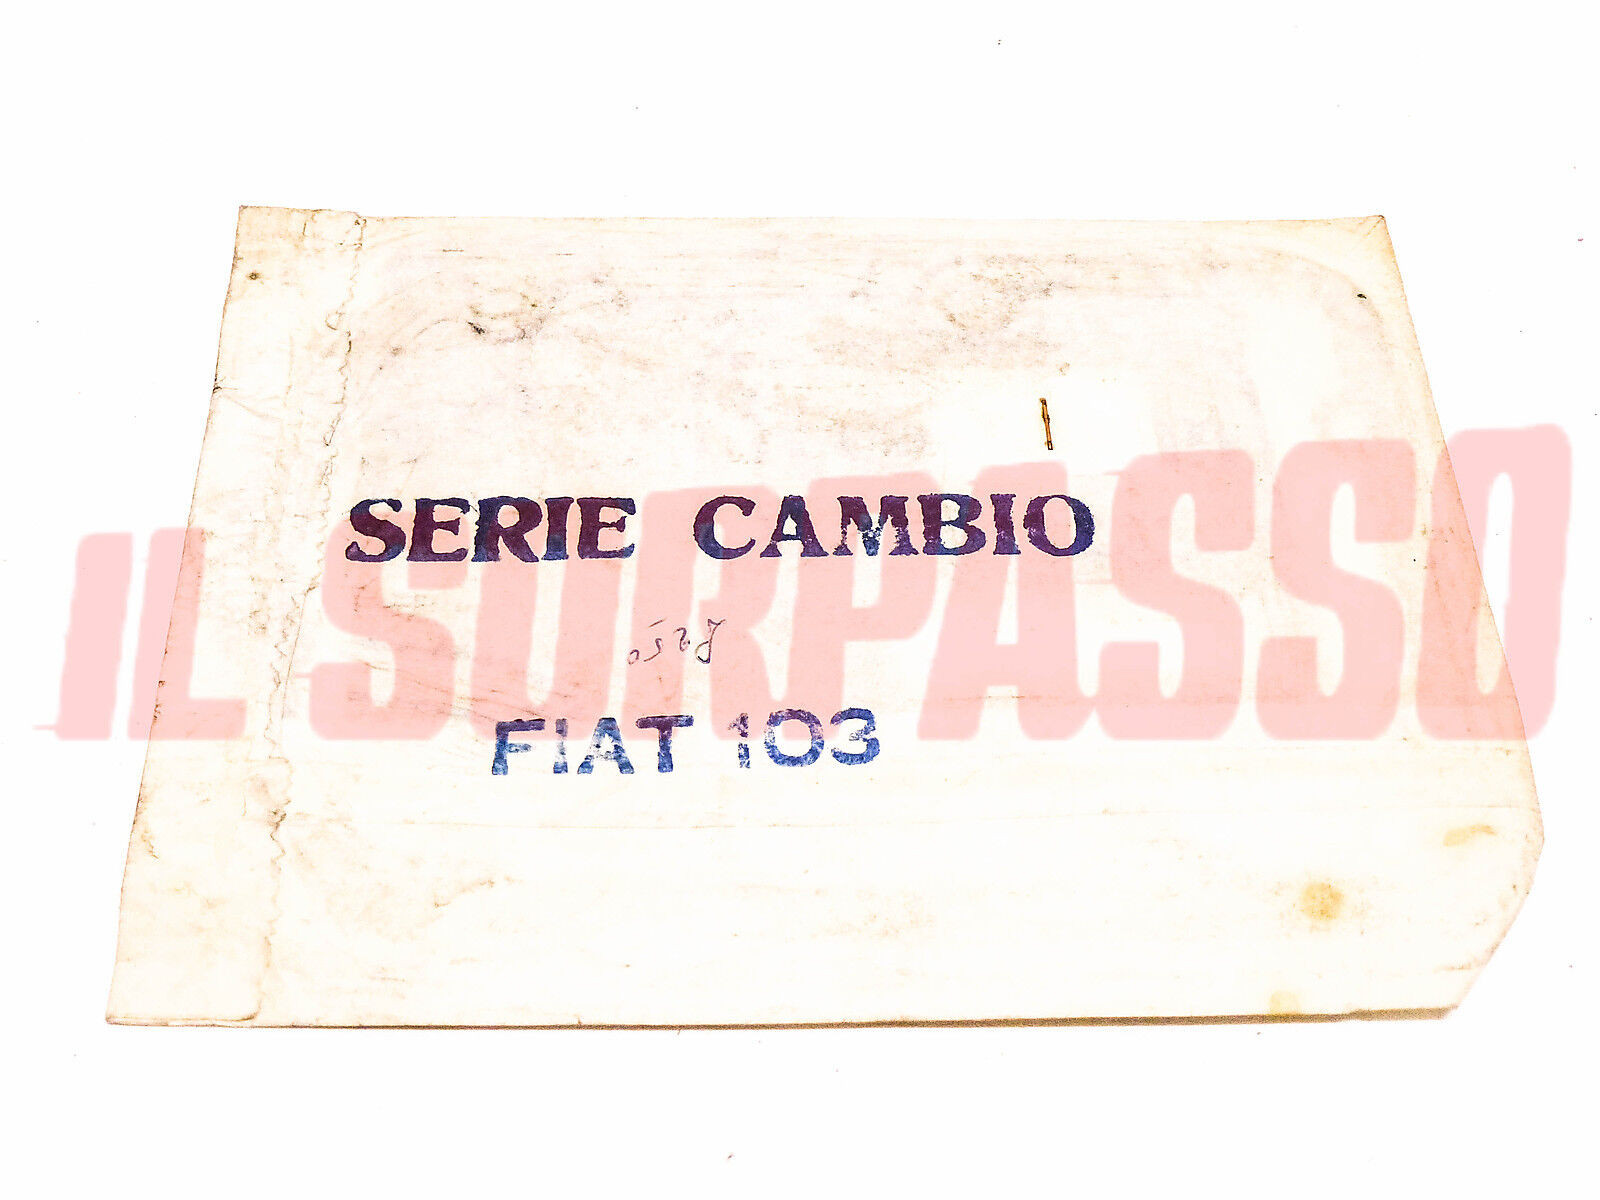 SERIE CAMBIO
IL SURPASSO
FIAT 103